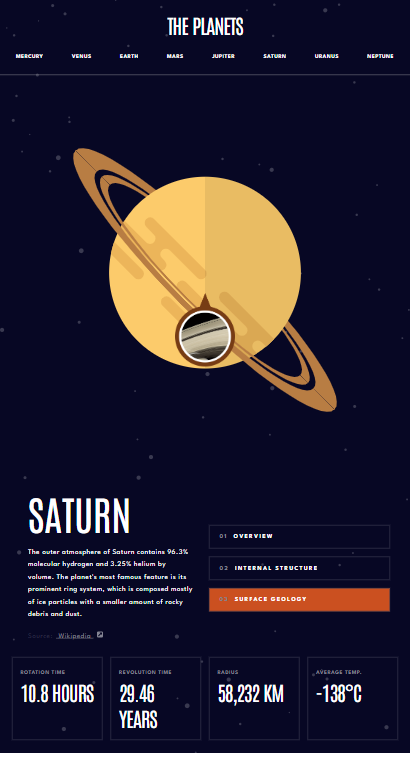 THE PLANETS
MERCURY VENUS EARTH MARS JUPITER SATURN URANUS NEPTUNE
SATURN
The outer atmosphere of Saturn contains 96.3%
molecular hydrogen and 3.25% helium by
volume. The planet's most famous feature is its
prominent ring system, which is composed mostly
of ice particles with a smaller amount of rocky
debris and dust.
Source: Wikipedia
01 OVERVIEW
02 INTERNAL STRUCTURE
03 SURFACE GEOLOGY
ROTATION TIME
10.8 HOURS
REVOLUTION TIME
29.46
YEARS
RADIUS
58,232 KM
AVERAGE TEMP.
-138°C